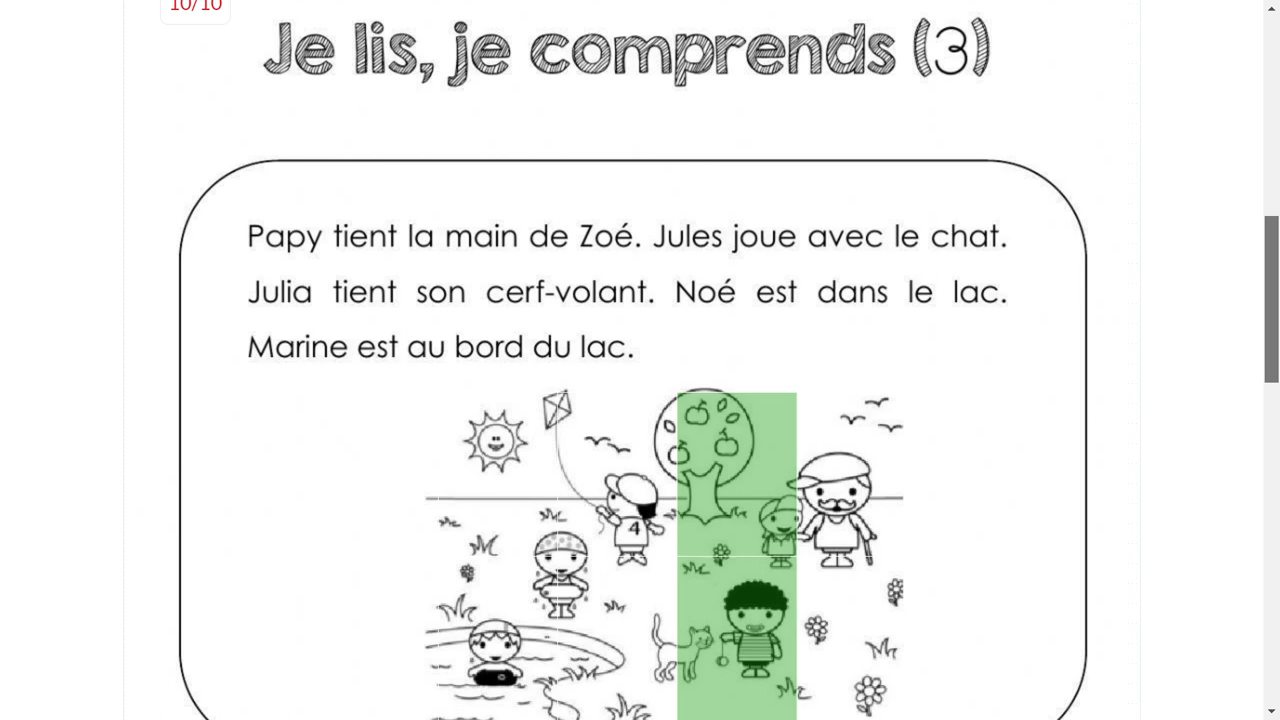 10/10
Je lis, je comprends (3)
Papy tient la main de Zoé. Jules joue avec le chat.
Julia tient son cerf-volant. Noé est dans le lac.
Marine est au bord du lac.
4